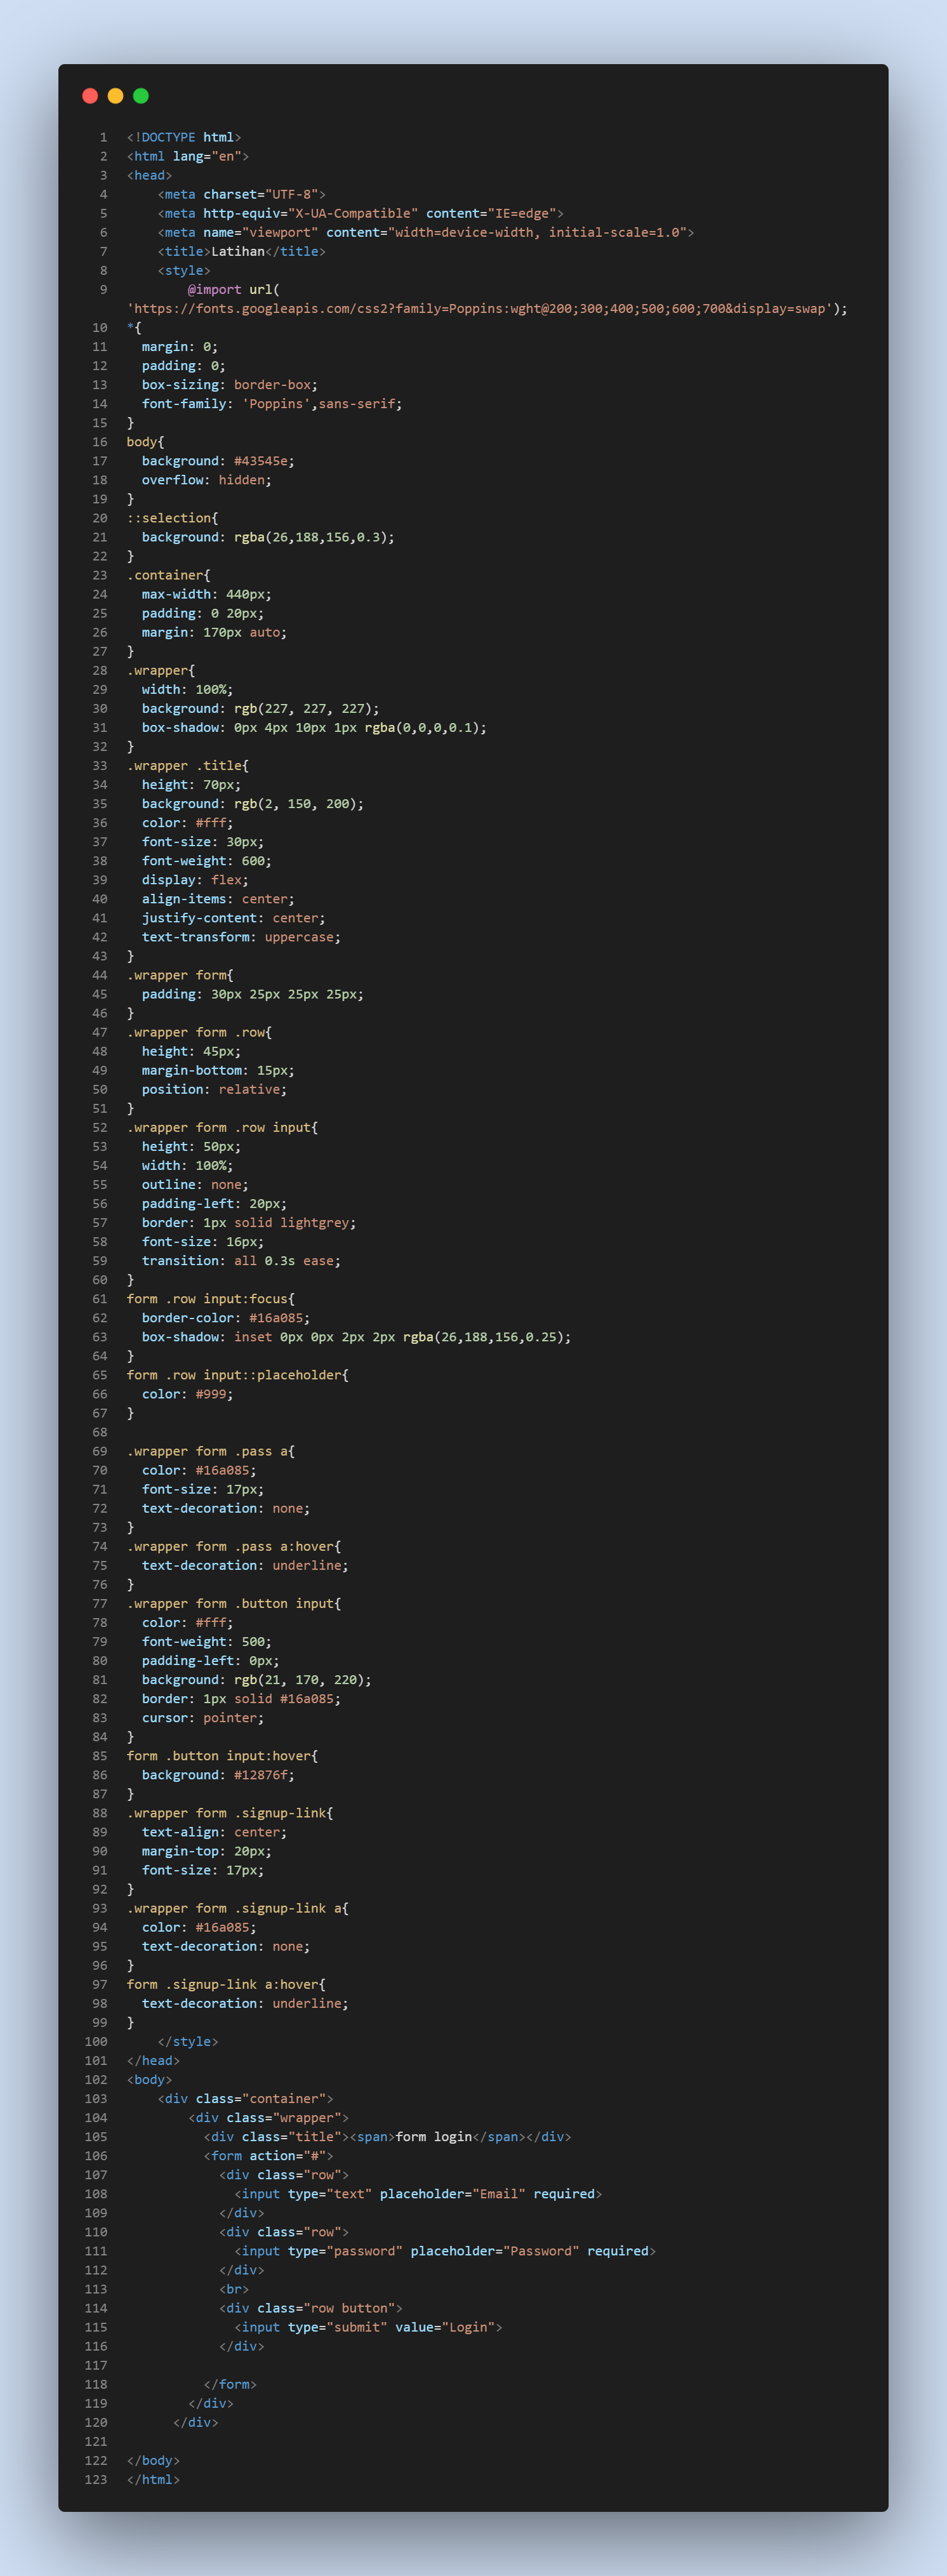 1 <!DOCTYPE html>
2 <html lang="en">
3 <head>
4     <meta charset="UTF-8">
5     <meta http-equiv="X-UA-Compatible" content="IE=edge">
6     <meta name="viewport" content="width=device-width, initial-scale=1.0">
7     <title>Latihan</title>
8     <style>
9         @import url(
'https://fonts.googleapis.com/css2?family=Poppins:wght@200;300;400;500;600;700&display=swap');
10 *{
11   margin: 0;
12   padding: 0;
13   box-sizing: border-box;
14   font-family: 'Poppins',sans-serif;
15 }
16 body{
17   background: #43545e;
18   overflow: hidden;
19 }
20 ::selection{
21   background: rgba(26,188,156,0.3);
22 }
23 .container{
24   max-width: 440px;
25   padding: 0 20px;
26   margin: 170px auto;
27 }
28 .wrapper{
29   width: 100%;
30   background: rgb(227, 227, 227);
31   box-shadow: 0px 4px 10px 1px rgba(0,0,0,0.1);
32 }
33 .wrapper .title{
34   height: 70px;
35   background: rgb(2, 150, 200);
36   color: #fff;
37   font-size: 30px;
38   font-weight: 600;
39   display: flex;
40   align-items: center;
41   justify-content: center;
42   text-transform: uppercase;
43 }
44 .wrapper form{
45   padding: 30px 25px 25px 25px;
46 }
47 .wrapper form .row{
48   height: 45px;
49   margin-bottom: 15px;
50   position: relative;
51 }
52 .wrapper form .row input{
53   height: 50px;
54   width: 100%;
55   outline: none;
56   padding-left: 20px;
57   border: 1px solid lightgrey;
58   font-size: 16px;
59   transition: all 0.3s ease;
60 }
61 form .row input:focus{
62   border-color: #16a085;
63   box-shadow: inset 0px 0px 2px 2px rgba(26,188,156,0.25);
64 }
65 form .row input::placeholder{
66   color: #999;
67 }
68
69 .wrapper form .pass a{
70   color: #16a085;
71   font-size: 17px;
72   text-decoration: none;
73 }
74 .wrapper form .pass a:hover{
75   text-decoration: underline;
76 }
77 .wrapper form .button input{
78   color: #fff;
79   font-weight: 500;
80   padding-left: 0px;
81   background: rgb(21, 170, 220);
82   border: 1px solid #16a085;
83   cursor: pointer;
84 }
85 form .button input:hover{
86   background: #12876f;
87 }
88 .wrapper form .signup-link{
89   text-align: center;
90   margin-top: 20px;
91   font-size: 17px;
92 }
93 .wrapper form .signup-link a{
94   color: #16a085;
95   text-decoration: none;
96 }
97 form .signup-link a:hover{
98   text-decoration: underline;
99 }
100     </style>
101 </head>
102 <body>
103     <div class="container">
104         <div class="wrapper">
105           <div class="title"><span>form login</span></div>
106           <form action="#">
107             <div class="row">
108               <input type="text" placeholder="Email" required>
109             </div>
110             <div class="row">
111               <input type="password" placeholder="Password" required>
112             </div>
113             <br>
114             <div class="row button">
115               <input type="submit" value="Login">
116             </div>
117
118           </form>
119         </div>
120       </div>
121
122 </body>
123 </html>